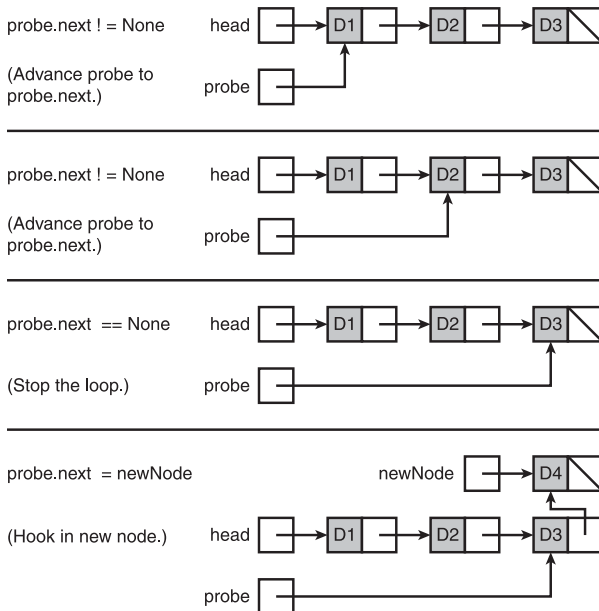 probe.next ! = None head D1 D2 D3
(Advance probe to
probe.next.) probe
probe.next ! = None head D1 D2 D3
(Advance probe to
probe.next.) probe
probe.next == None head D1 D2 D3
(Stop the loop.) probe
probe.next = newNode newNode D4
(Hook in new node.) head D1 D2 D3
probe